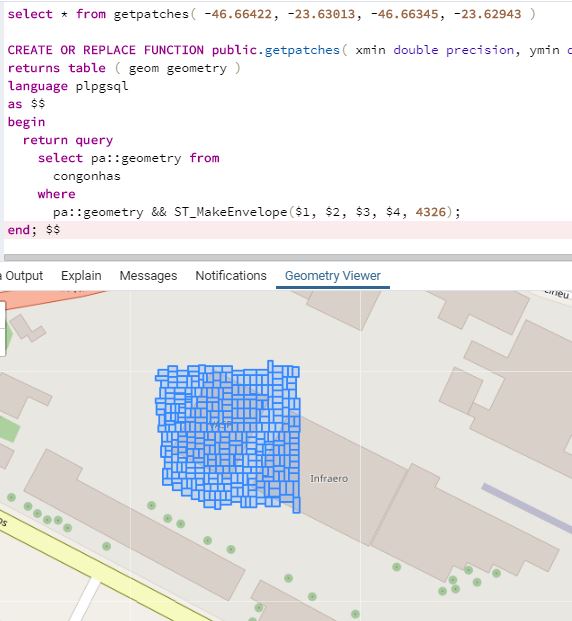 select * from getpatches( -46.66422, -23.63013, -46.66345, -23.62943 )
CREATE OR REPLACE FUNCTION public.getpatches( xmin double precision, ymin
returns table ( geom geometry )
language plpgsql
as $$
begin
return query
select pa::geometry from
congonhas
where
pa::geometry && ST_MakeEnvelope($1, $2, $3, $4, 4326);
end; $$
Output Explain Messages Notifications Geometry Viewer
Infraero